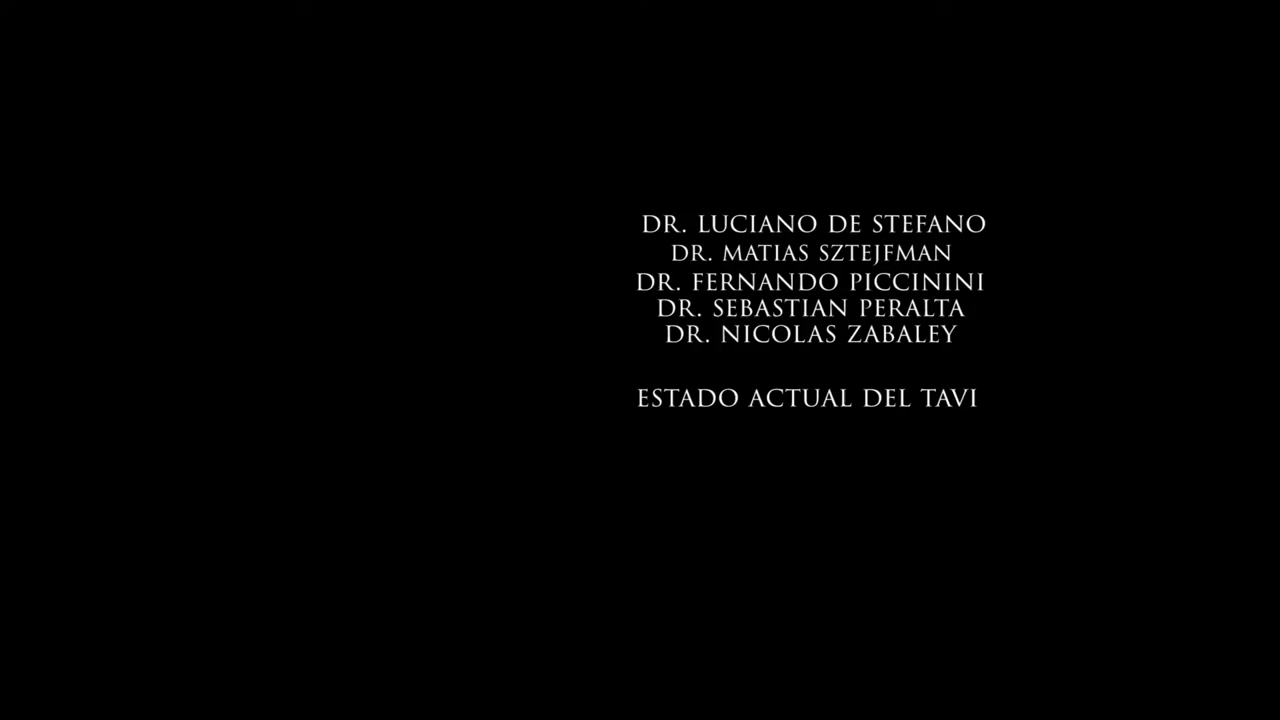 DR. LUCIANO DE STEFANO
DR. MATIAS SZTEJFMAN
DR. FERNANDO PICCININI
DR. SEBASTIAN PERALTA
DR. NICOLAS ZABALEY
ESTADO ACTUAL DEL TAVI